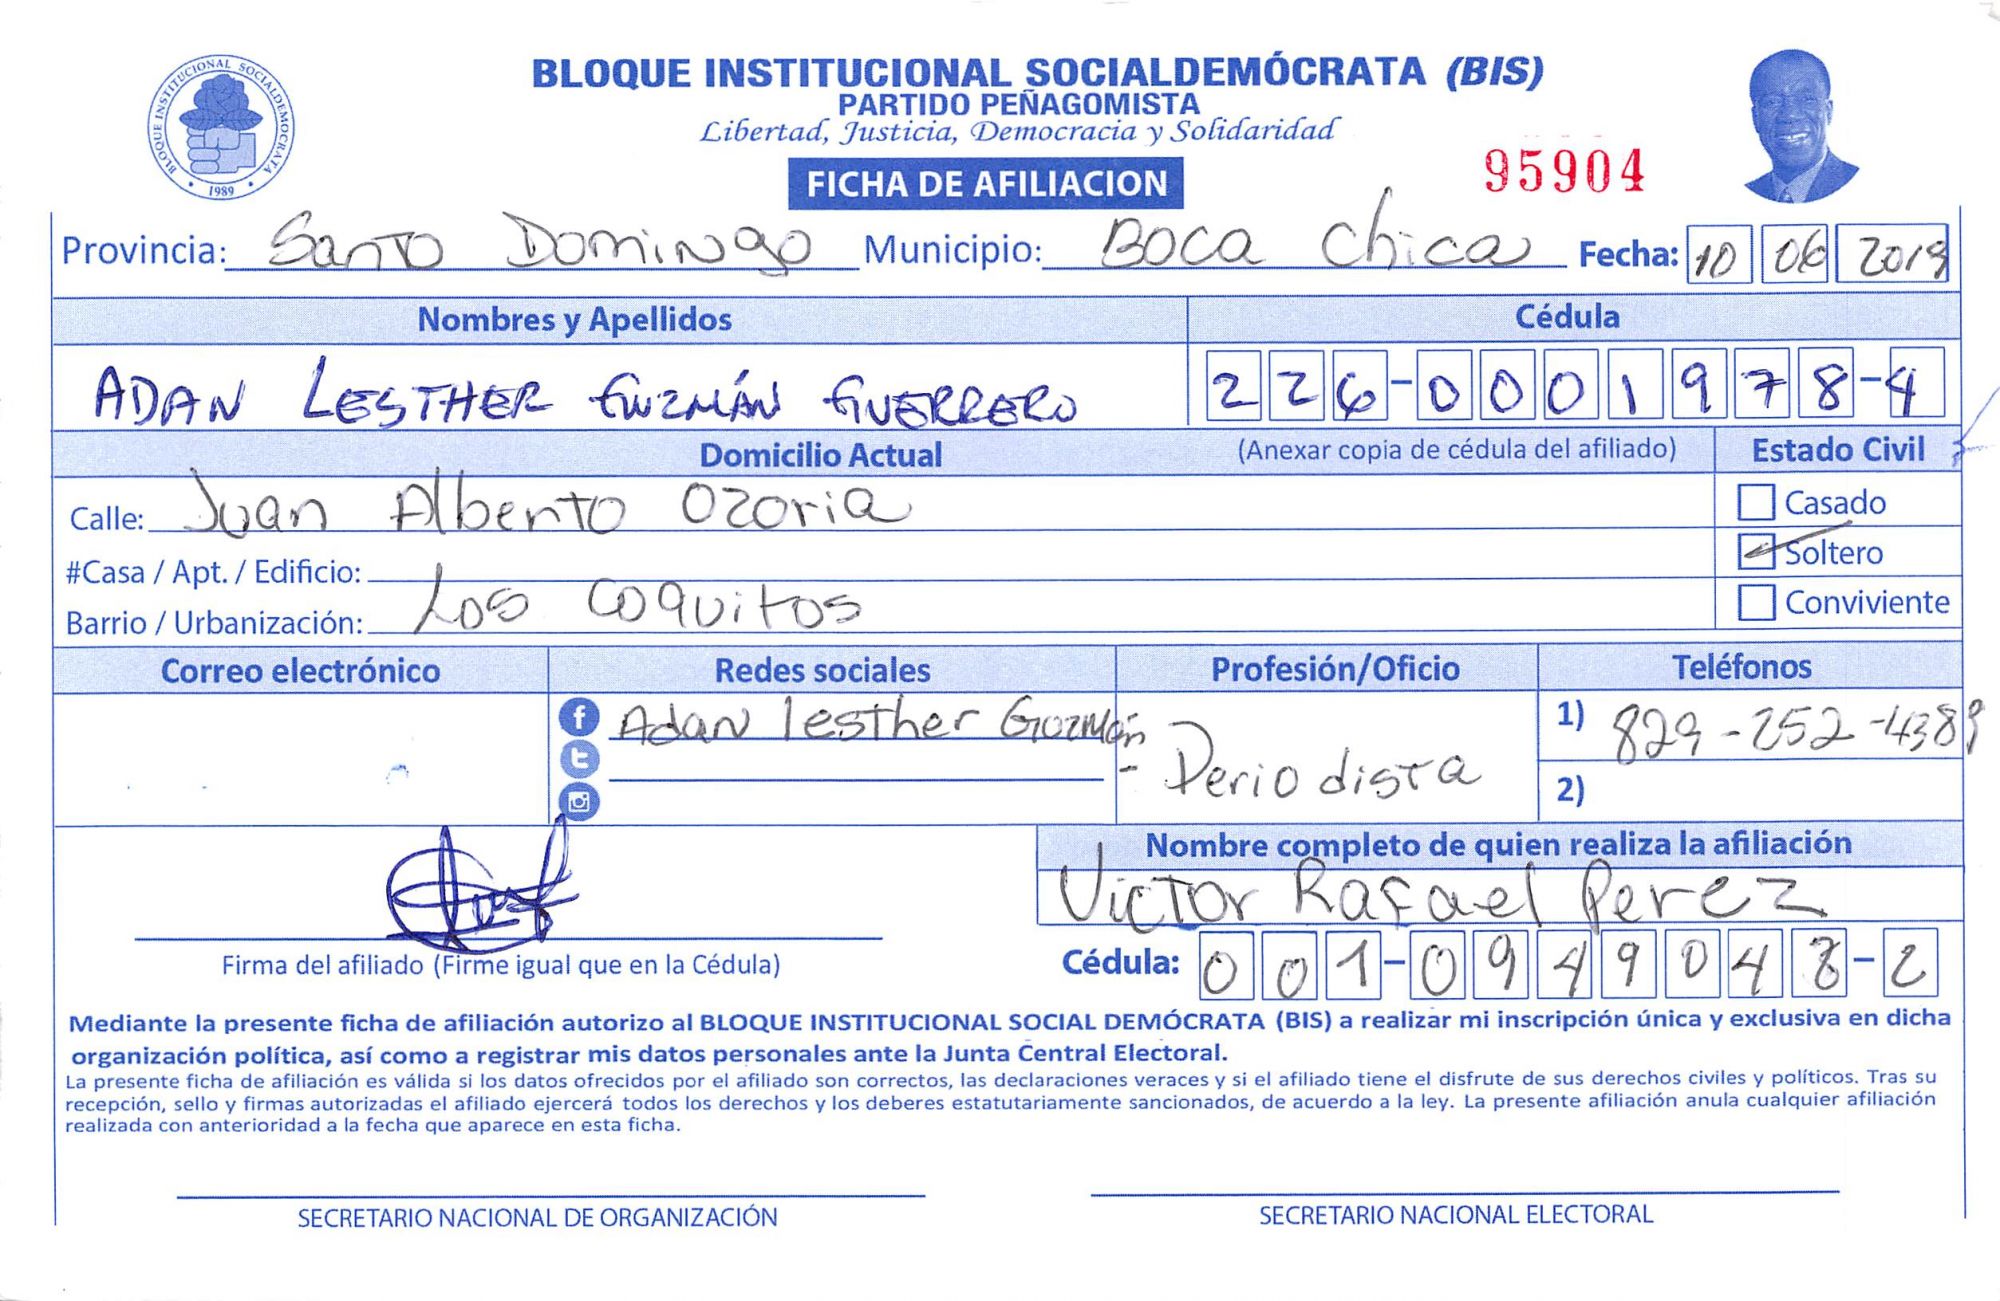 BLOQUE INSTITUCIONAL SOCIALDEMÓCRATA (BIS)
PARTIDO PEÑAGOMISTA
Libertad, Justicia, Democracia y Solidaridad
FICHA DE AFILIACION
95904
BLOQUE INSTITUCIONAL SOCIALDEMOCRATA
1989
Provincia: Santo Domingo Municipio: Boca Chica Fecha: 10 06 2019
Nombres y Apellidos Cédula
ADAN LESTHER GUZMÁN GUERRERO 226-0001978-4
Domicilio Actual (Anexar copia de cédula del afiliado) Estado Civil
Calle: Juan Alberto Ozoria Casado
#Casa / Apt. / Edificio: Soltero
Barrio / Urbanización: Los Coquitos Conviviente
Correo electrónico Redes sociales Profesión/Oficio Teléfonos
Adan lesther Guzmán - Periodista 1) 829-252-4389
2)
Nombre completo de quien realiza la afiliación
Victor Rafael Perez
Firma del afiliado (Firme igual que en la Cédula) Cédula: 001-0949048-2
Mediante la presente ficha de afiliación autorizo al BLOQUE INSTITUCIONAL SOCIAL DEMÓCRATA (BIS) a realizar mi inscripción única y exclusiva en dicha
organización política, así como a registrar mis datos personales ante la Junta Central Electoral.
La presente ficha de afiliación es válida si los datos ofrecidos por el afiliado son correctos, las declaraciones veraces y si el afiliado tiene el disfrute de sus derechos civiles y políticos. Tras su
recepción, sello y firmas autorizadas el afiliado ejercerá todos los derechos y los deberes estatutariamente sancionados, de acuerdo a la ley. La presente afiliación anula cualquier afiliación
realizada con anterioridad a la fecha que aparece en esta ficha.
SECRETARIO NACIONAL DE ORGANIZACIÓN SECRETARIO NACIONAL ELECTORAL